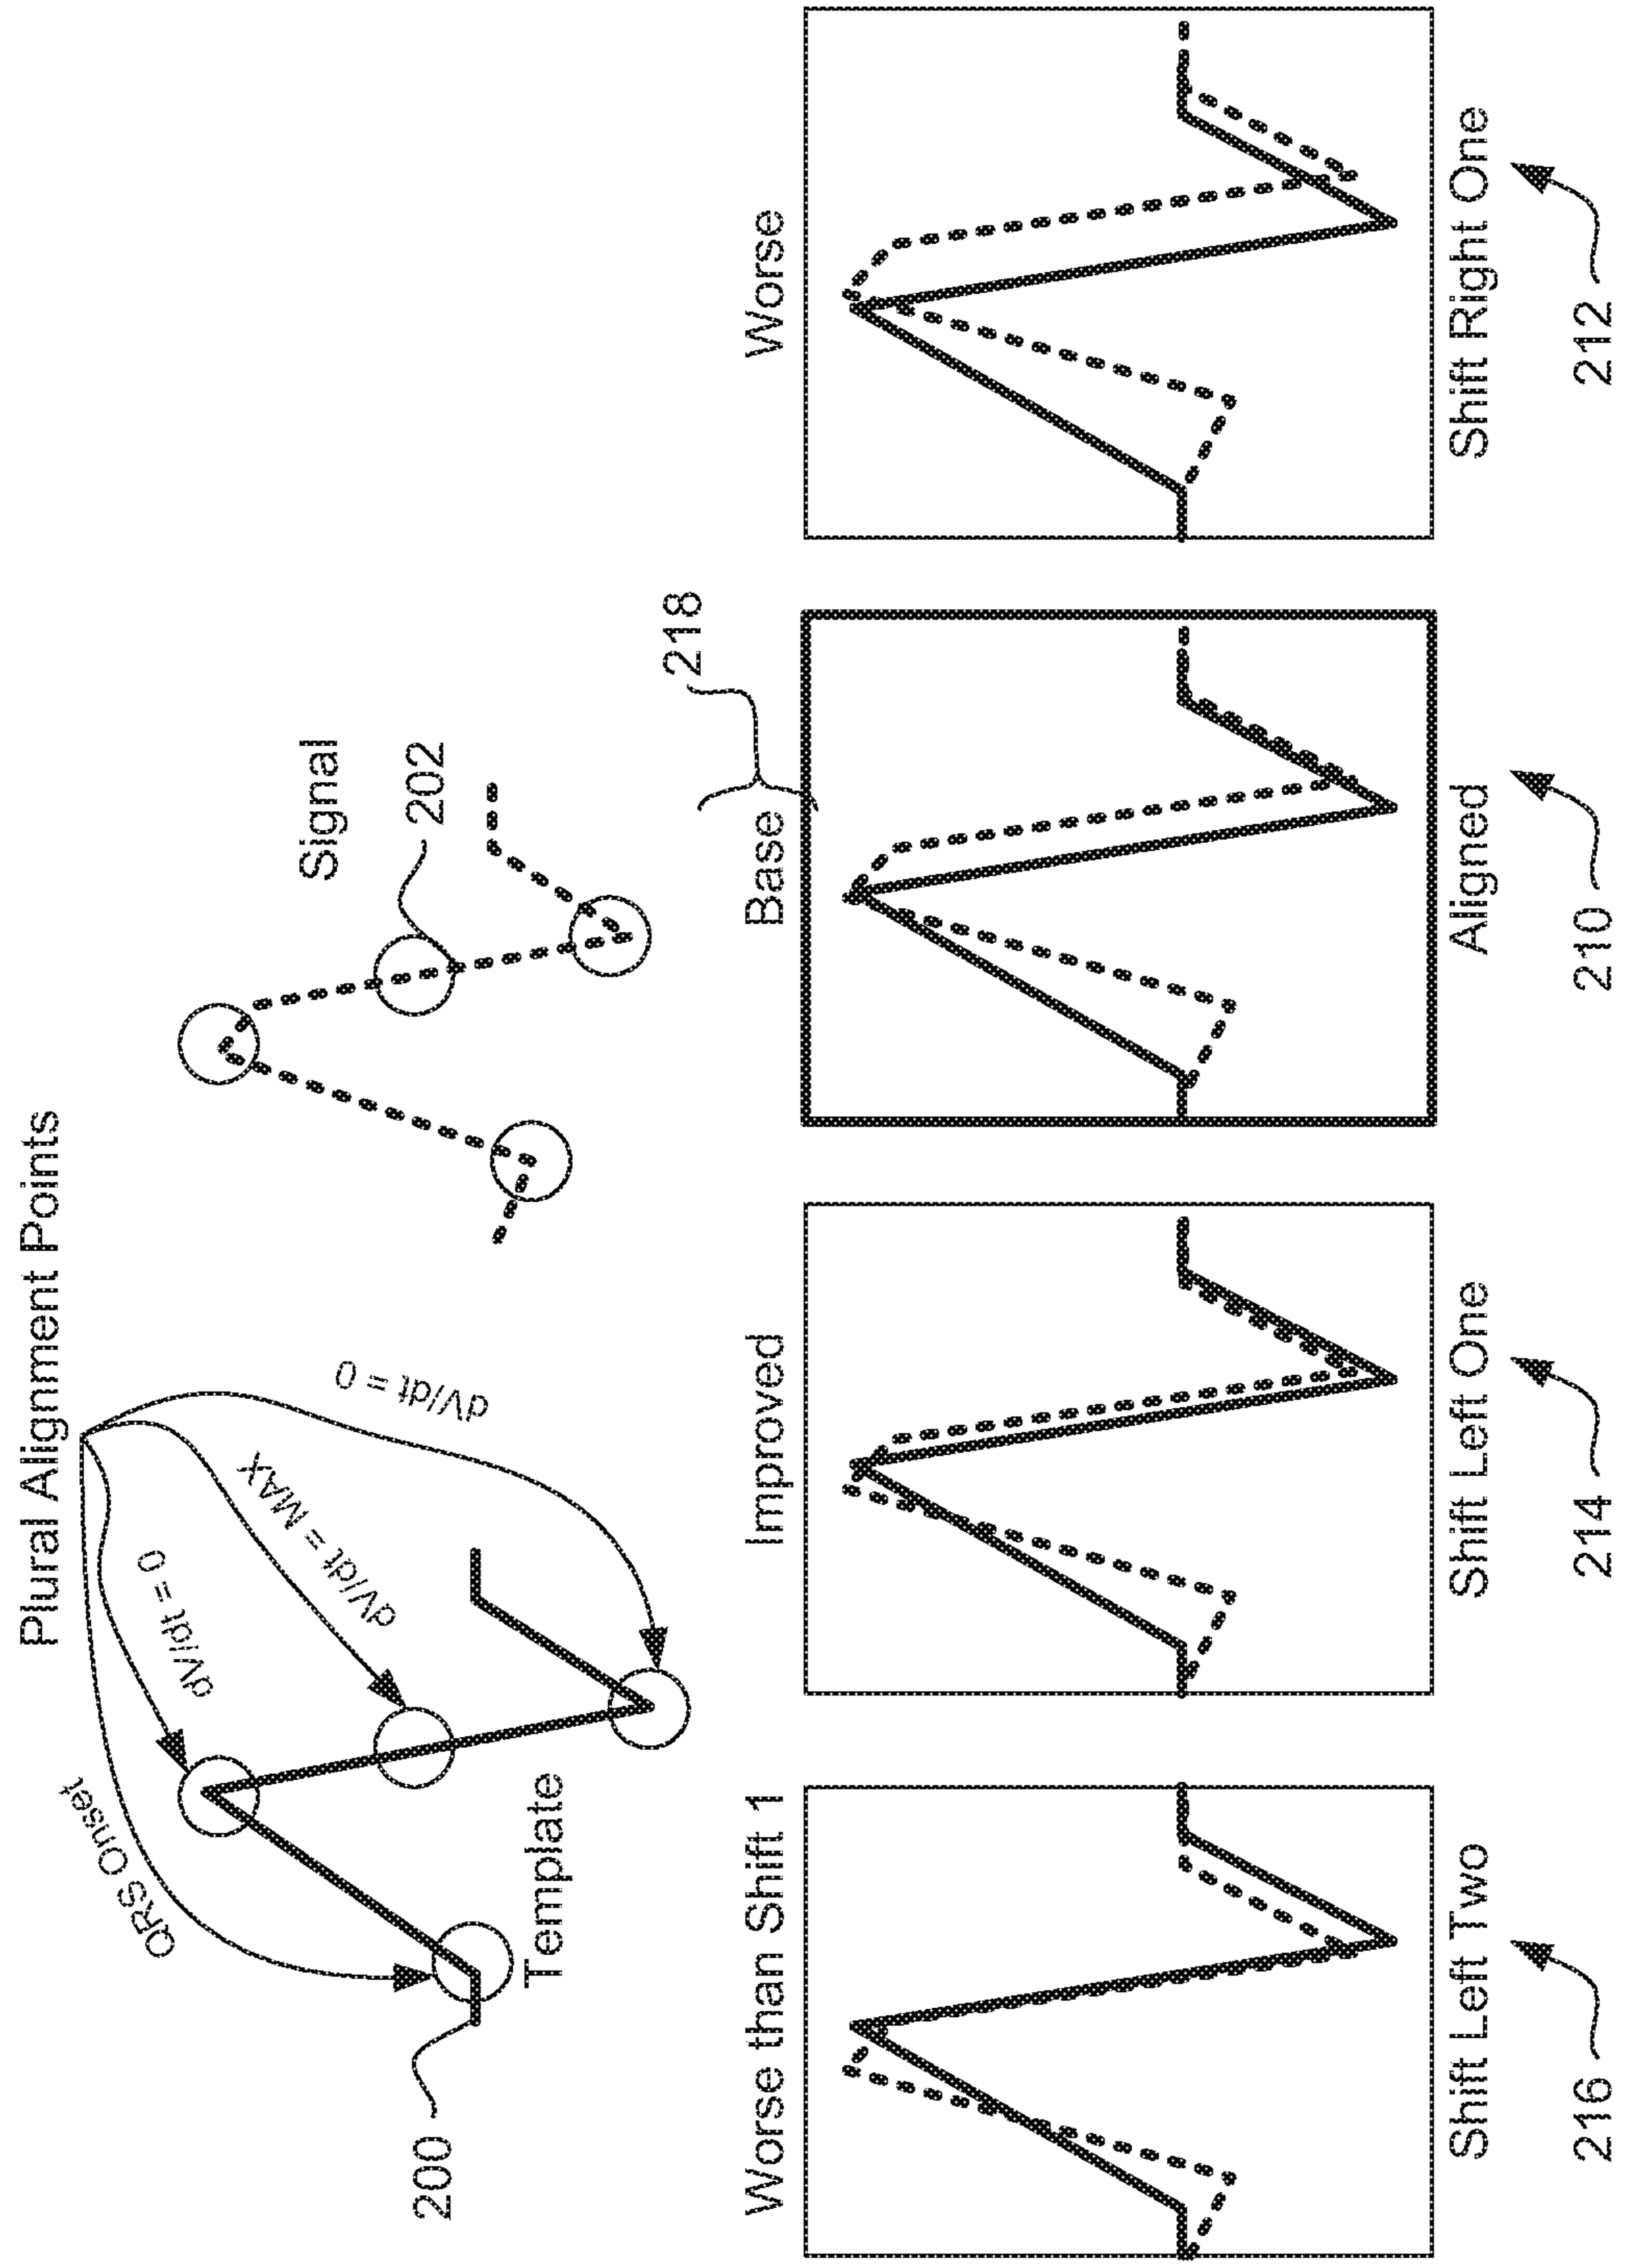 Plural Alignment Points
QRS Onset
dV/dt = 0
dV/dt = MAX
dV/dt = 0
Signal
202
200
Template
218
Worse than Shift 1
Improved
Base
Worse
Shift Left Two
Shift Left One
Aligned
Shift Right One
216
214
210
212